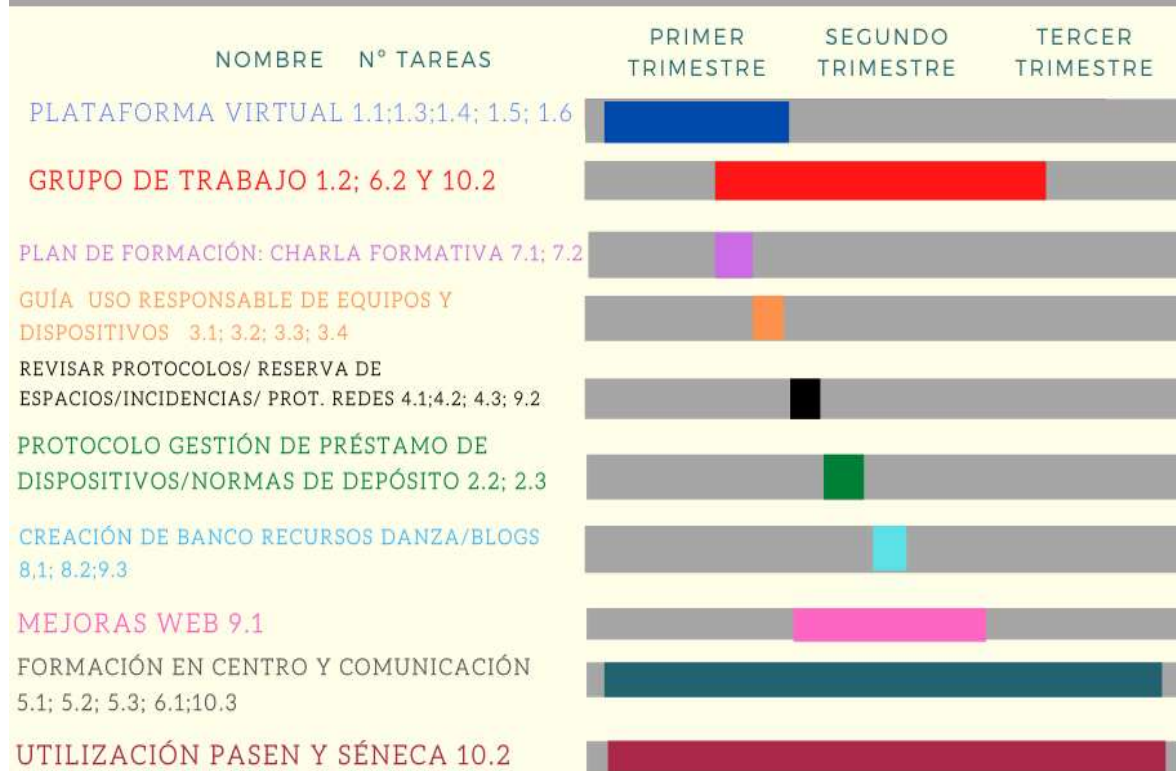 NOMBRE Nº TAREAS
PRIMER
TRIMESTRE
SEGUNDO
TRIMESTRE
TERCER
TRIMESTRE
PLATAFORMA VIRTUAL 1.1;1.3;1.4; 1.5; 1.6
GRUPO DE TRABAJO 1.2; 6.2 Y 10.2
PLAN DE FORMACIÓN: CHARLA FORMATIVA 7.1; 7.2
GUÍA USO RESPONSABLE DE EQUIPOS Y
DISPOSITIVOS 3.1; 3.2; 3.3; 3.4
REVISAR PROTOCOLOS/ RESERVA DE
ESPACIOS/INCIDENCIAS/ PROT. REDES 4.1;4.2; 4.3; 9.2
PROTOCOLO GESTIÓN DE PRÉSTAMO DE
DISPOSITIVOS/NORMAS DE DEPÓSITO 2.2; 2.3
CREACIÓN DE BANCO RECURSOS DANZA/BLOGS
8,1; 8.2;9.3
MEJORAS WEB 9.1
FORMACIÓN EN CENTRO Y COMUNICACIÓN
5.1; 5.2; 5.3; 6.1;10.3
UTILIZACIÓN PASEN Y SÉNECA 10.2